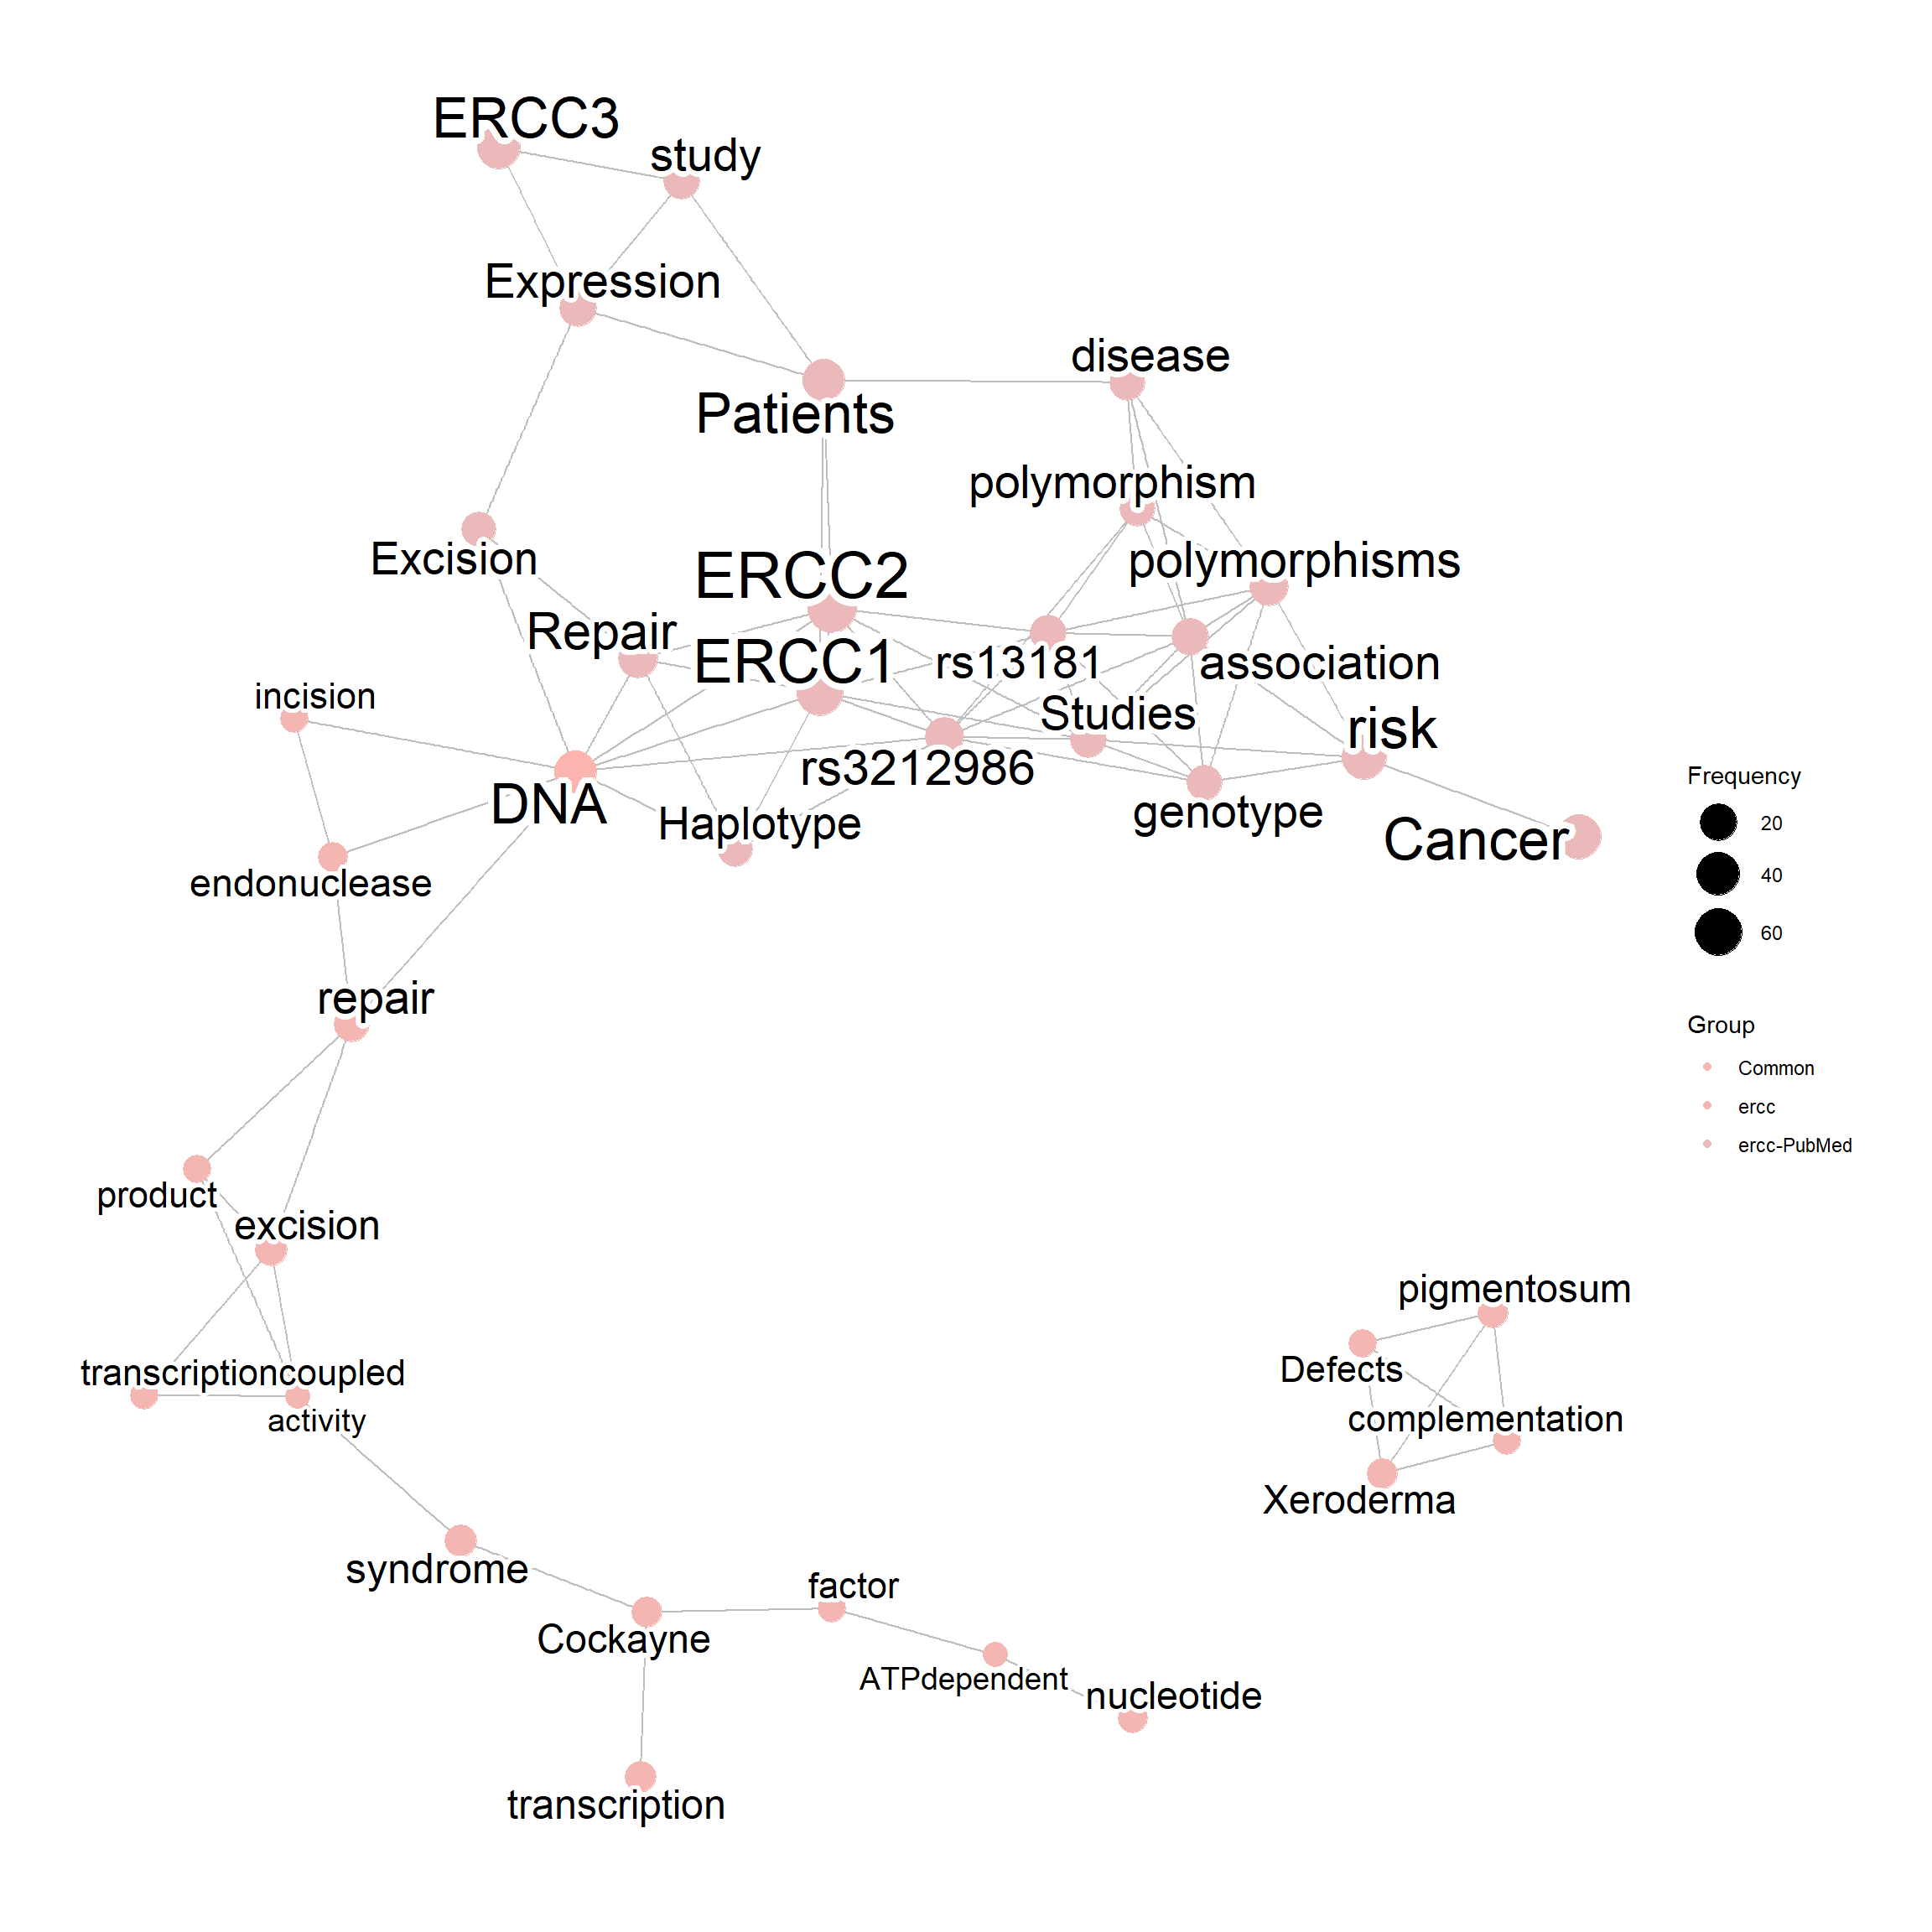 ERCC3
study
Expression
disease
Patients
polymorphism
Excision
ERCC2
polymorphisms
Repair
ERCC1
rs13181
association
incision
Studies
risk
rs3212986
DNA
Haplotype
genotype
Cancer
endonuclease
repair
product
excision
transcriptioncoupled
activity
pigmentosum
Defects
complementation
Xeroderma
syndrome
factor
Cockayne
ATPdependent
nucleotide
transcription
Frequency
20
40
60
Group
Common
ercc
ercc-PubMed